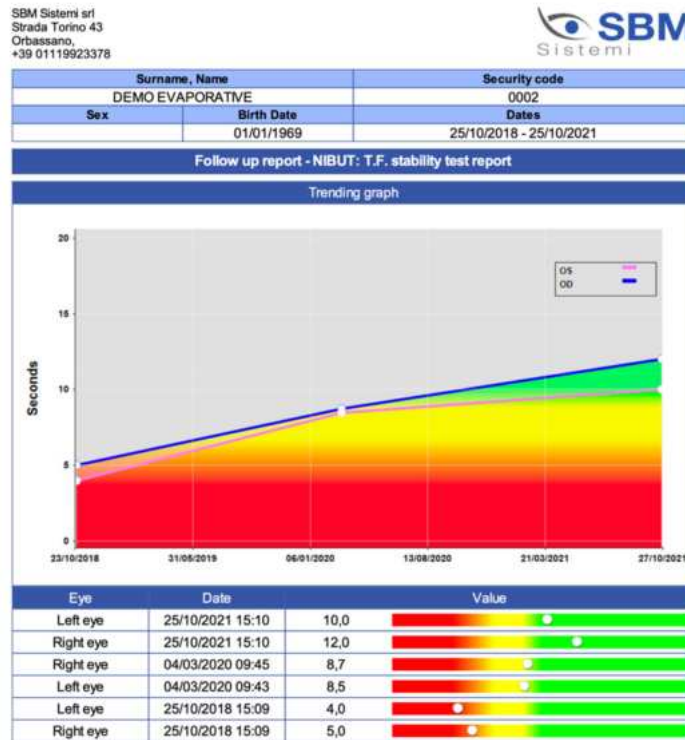 SBM Sistemi srl
Strada Torino 43
Orbassano,
+39 01119923378
SBM
Sistemi
Surname, Name Security code
DEMO EVAPORATIVE 0002
Sex Birth Date Dates
01/01/1969 25/10/2018 - 25/10/2021
Follow up report - NIBUT: T.F. stability test report
Trending graph
20
15
10
5
0
Seconds
OS
OD
23/10/2018 31/05/2019 06/01/2020 13/08/2020 21/03/2021 27/10/2021
Eye Date Value
Left eye 25/10/2021 15:10 10,0
Right eye 25/10/2021 15:10 12,0
Right eye 04/03/2020 09:45 8,7
Left eye 04/03/2020 09:43 8,5
Left eye 25/10/2018 15:09 4,0
Right eye 25/10/2018 15:09 5,0